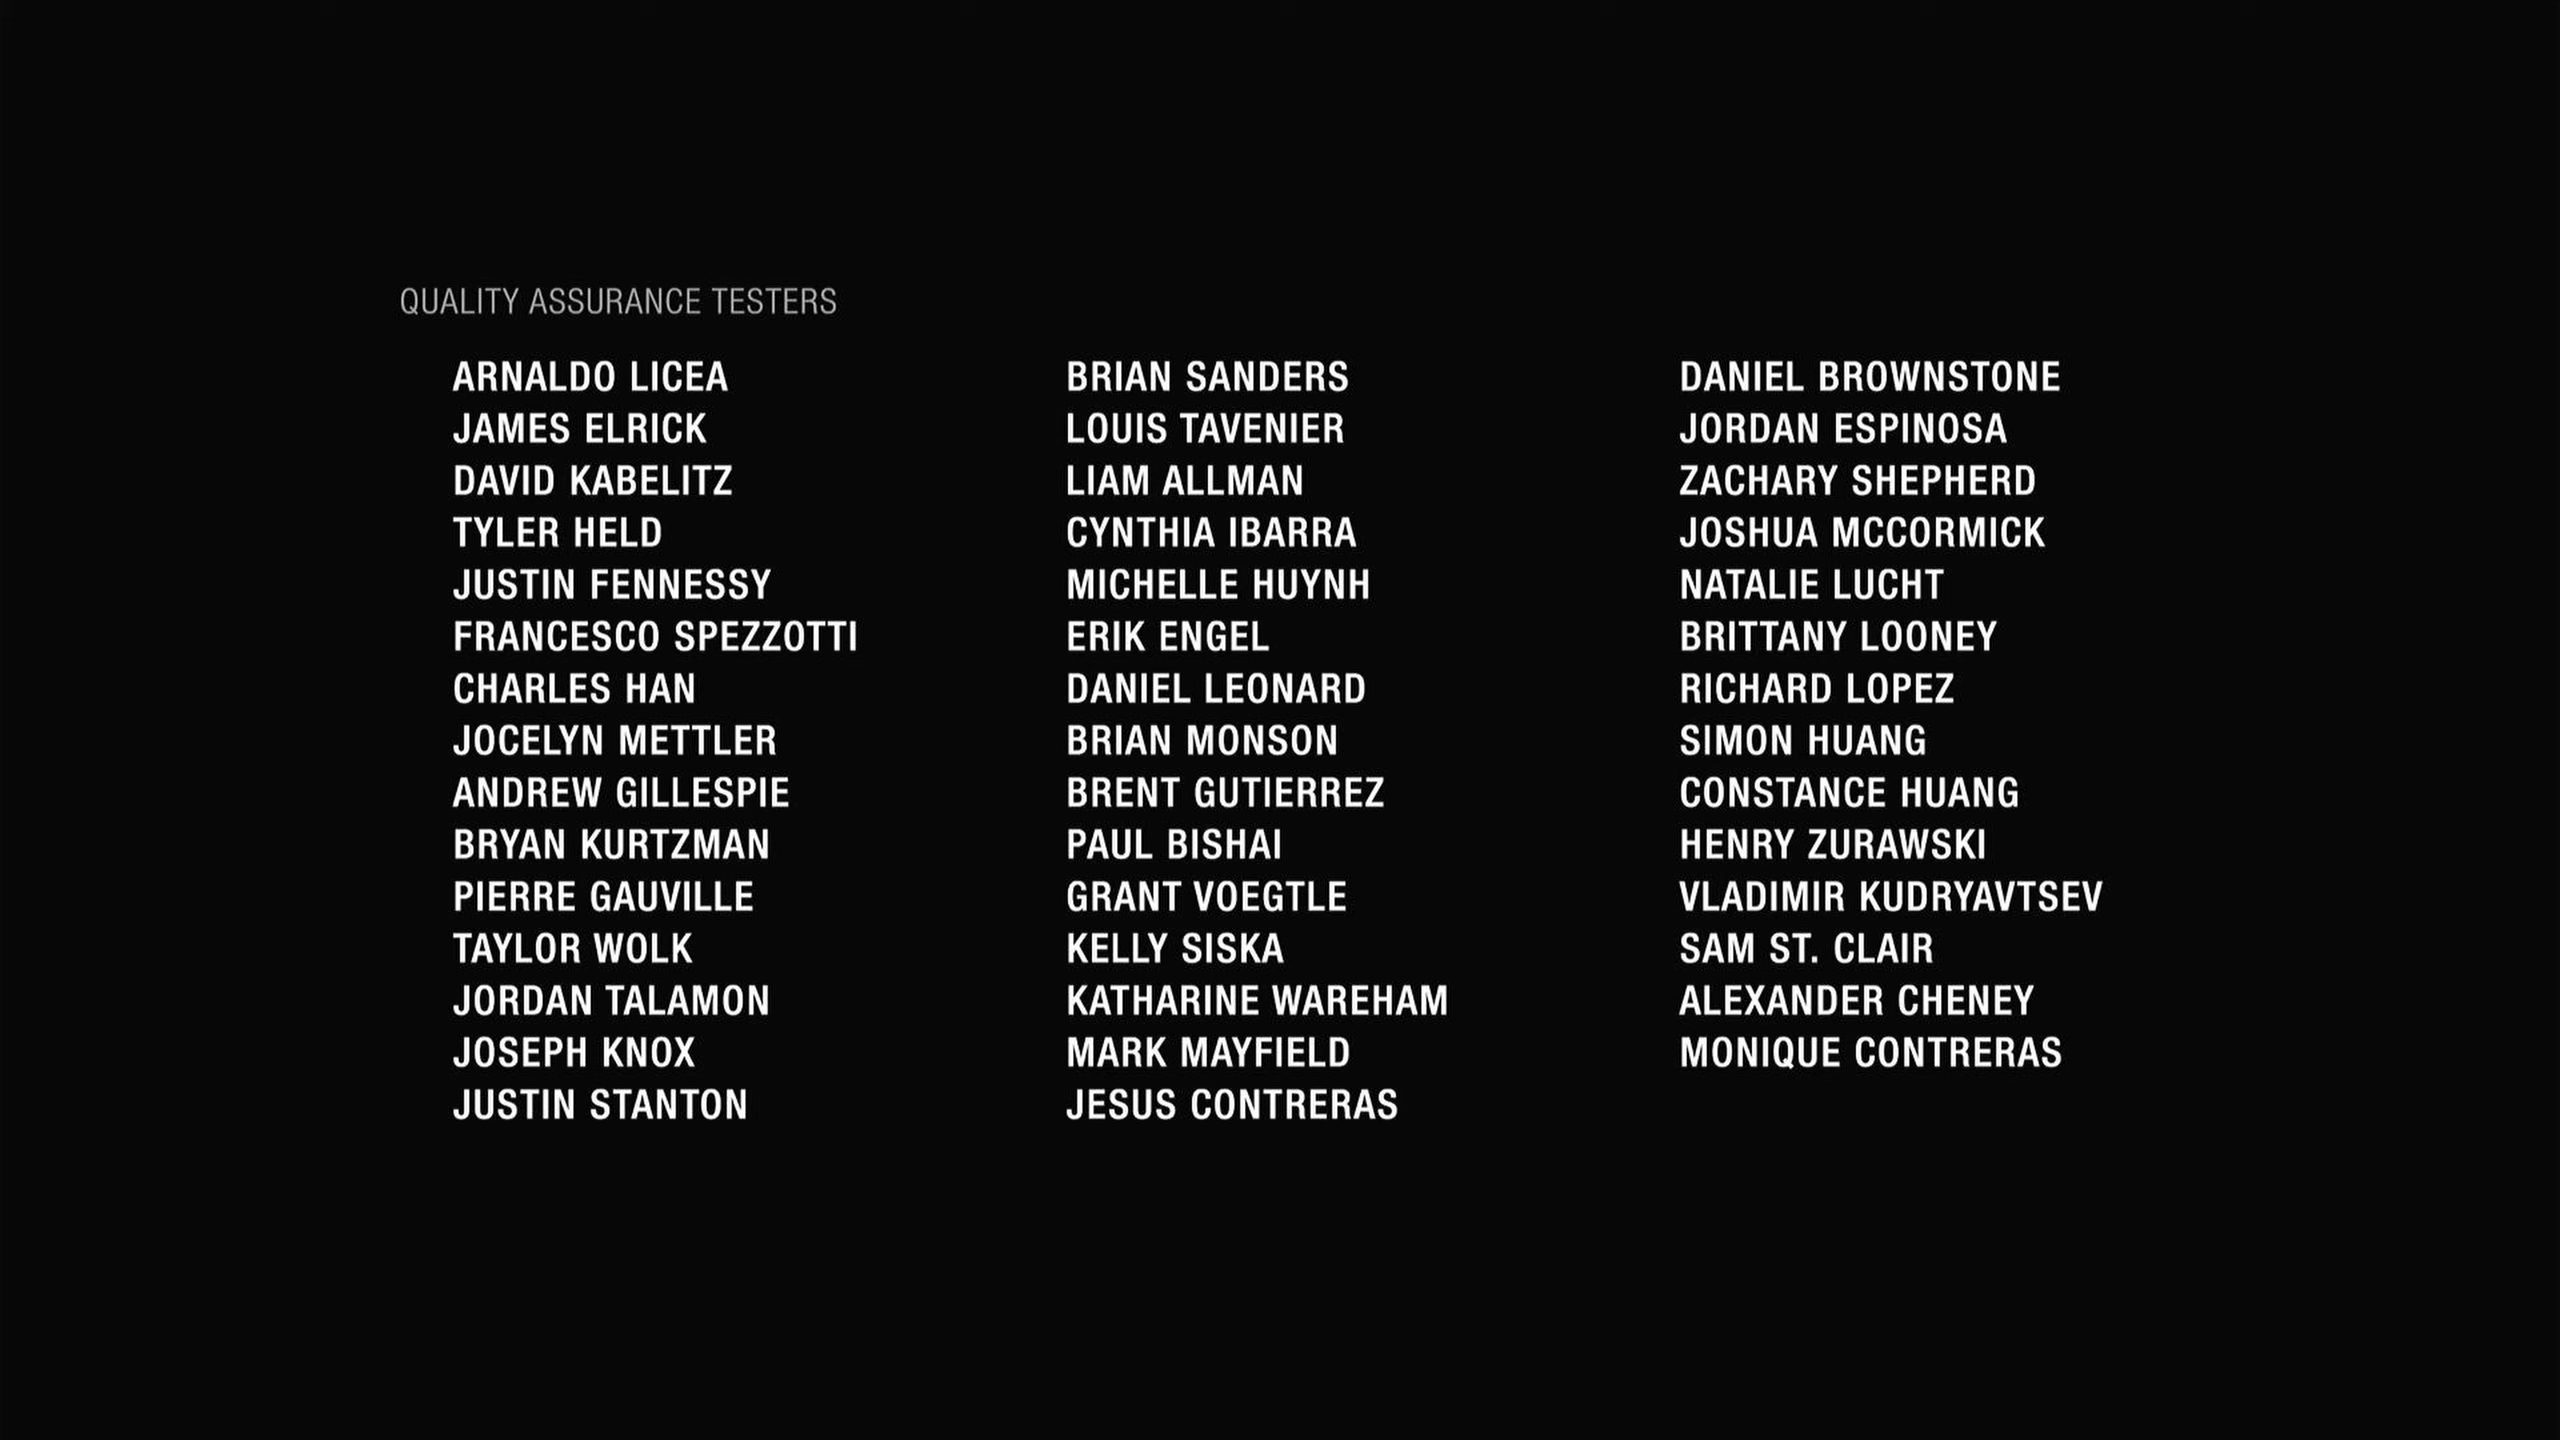 QUALITY ASSURANCE TESTERS
ARNALDO LICEA
JAMES ELRICK
DAVID KABELITZ
TYLER HELD
JUSTIN FENNESSY
FRANCESCO SPEZZOTTI
CHARLES HAN
JOCELYN METTLER
ANDREW GILLESPIE
BRYAN KURTZMAN
PIERRE GAUVILLE
TAYLOR WOLK
JORDAN TALAMON
JOSEPH KNOX
JUSTIN STANTON
BRIAN SANDERS
LOUIS TAVENIER
LIAM ALLMAN
CYNTHIA IBARRA
MICHELLE HUYNH
ERIK ENGEL
DANIEL LEONARD
BRIAN MONSON
BRENT GUTIERREZ
PAUL BISHAI
GRANT VOEGTLE
KELLY SISKA
KATHARINE WAREHAM
MARK MAYFIELD
JESUS CONTRERAS
DANIEL BROWNSTONE
JORDAN ESPINOSA
ZACHARY SHEPHERD
JOSHUA MCCORMICK
NATALIE LUCHT
BRITTANY LOONEY
RICHARD LOPEZ
SIMON HUANG
CONSTANCE HUANG
HENRY ZURAWSKI
VLADIMIR KUDRYAVTSEV
SAM ST. CLAIR
ALEXANDER CHENEY
MONIQUE CONTRERAS